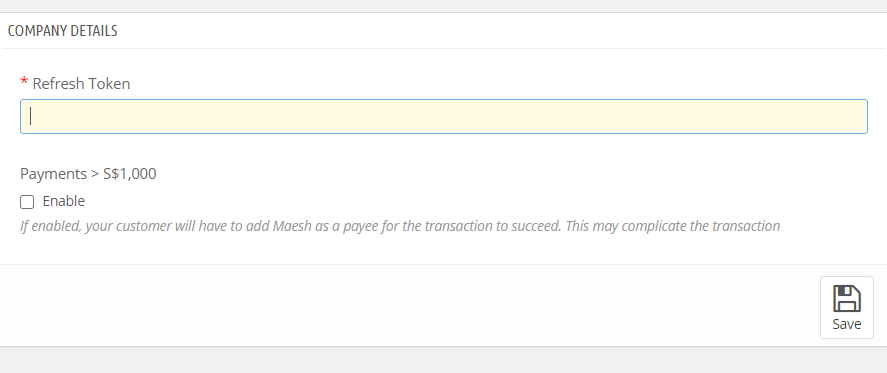 COMPANY DETAILS
* Refresh Token
Payments > S$1,000
Enable
If enabled, your customer will have to add Maesh as a payee for the transaction to succeed. This may complicate the transaction
Save